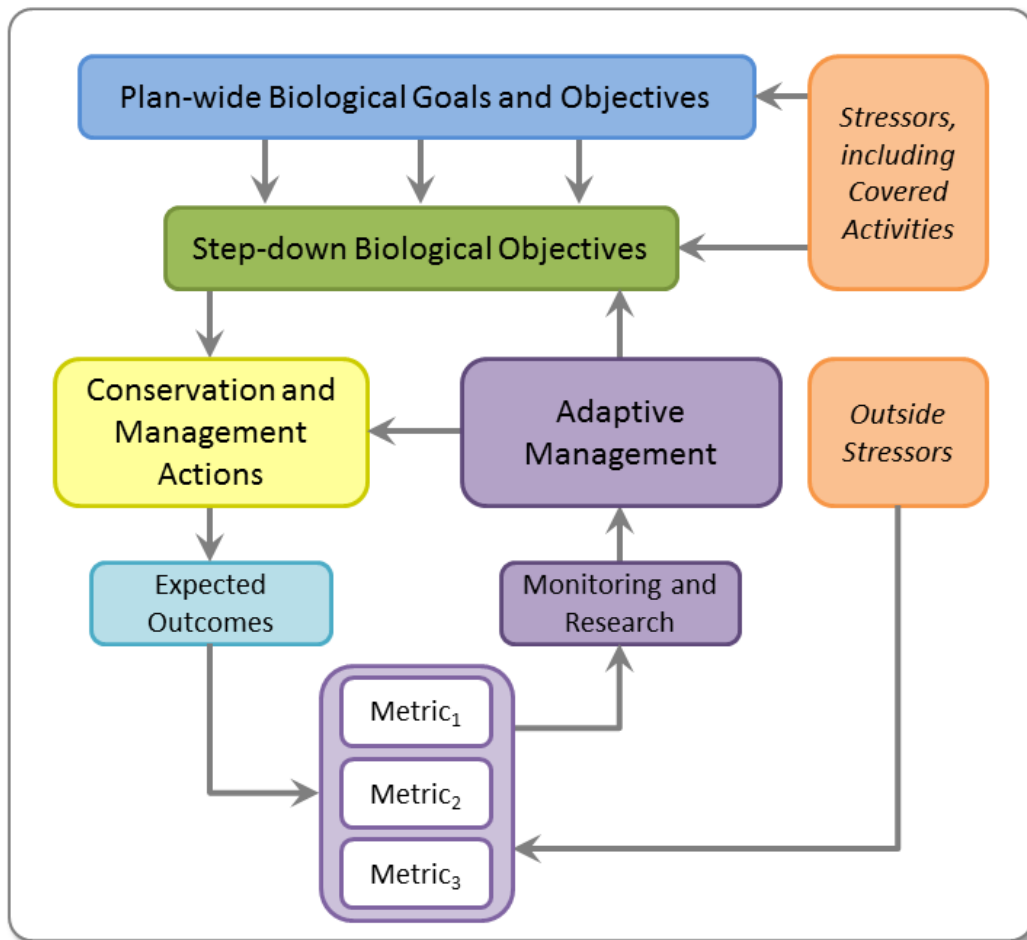 Plan-wide Biological Goals and Objectives
Stressors,
including
Covered
Activities
Step-down Biological Objectives
Conservation and
Management
Actions
Adaptive
Management
Outside
Stressors
Expected
Outcomes
Monitoring and
Research
Metric₁
Metric₂
Metric₃